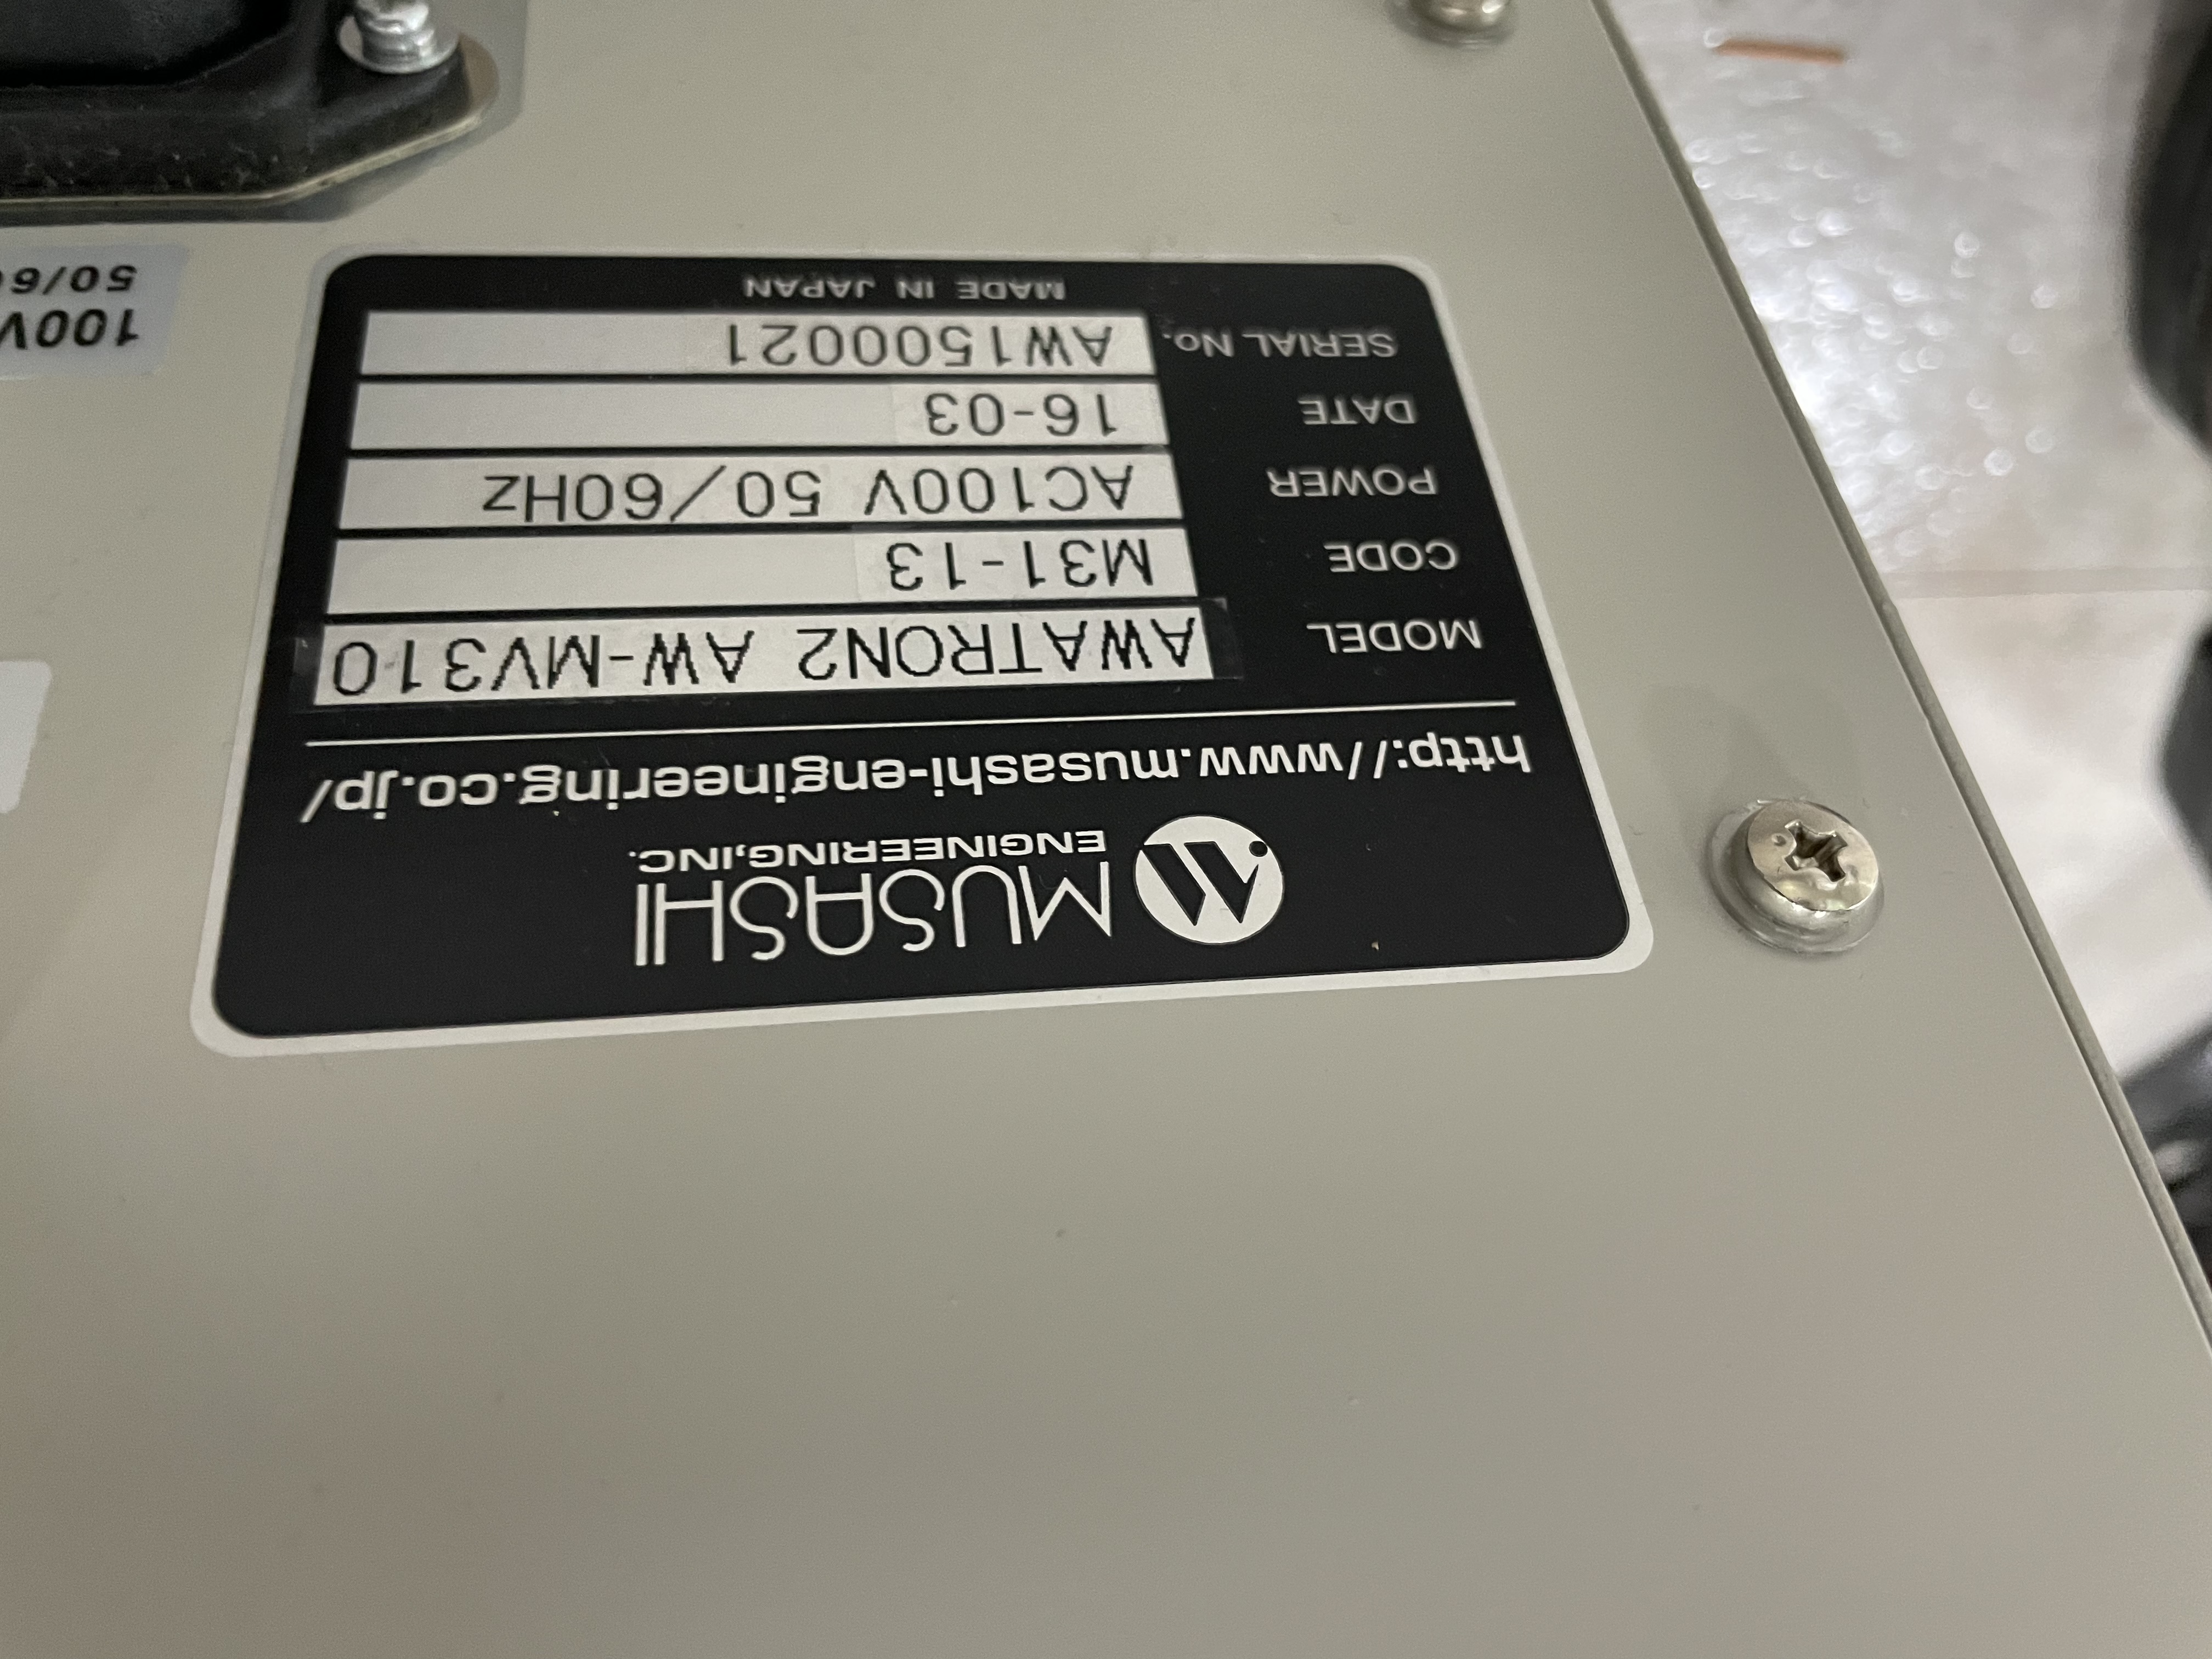 MUSASHI
ENGINEERING,INC.
http://www.musashi-engineering.co.jp/
MODEL AWATRON2 AW-MV310
CODE M31-13
POWER AC100V 50/60Hz
DATE 16-03
SERIAL No. AW1500021
MADE IN JAPAN
100V
50/60